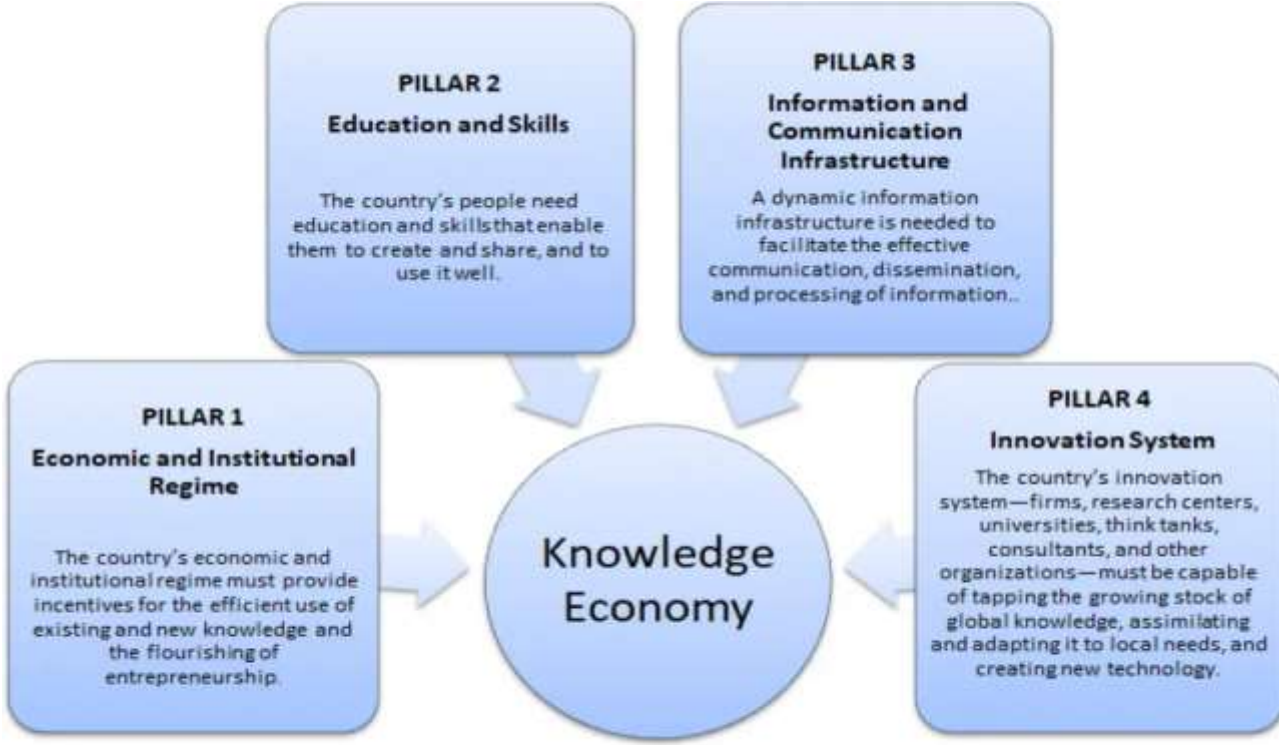 PILLAR 1
Economic and Institutional
Regime
The country's economic and
institutional regime must provide
incentives for the efficient use of
existing and new knowledge and
the flourishing of
entrepreneurship.
PILLAR 2
Education and Skills
The country's people need
education and skills that enable
them to create and share, and to
use it well.
PILLAR 3
Information and
Communication
Infrastructure
A dynamic information
infrastructure is needed to
facilitate the effective
communication, dissemination,
and processing of information..
PILLAR 4
Innovation System
The country's innovation
system—firms, research centers,
universities, think tanks,
consultants, and other
organizations—must be capable
of tapping the growing stock of
global knowledge, assimilating
and adapting it to local needs, and
creating new technology.
Knowledge
Economy